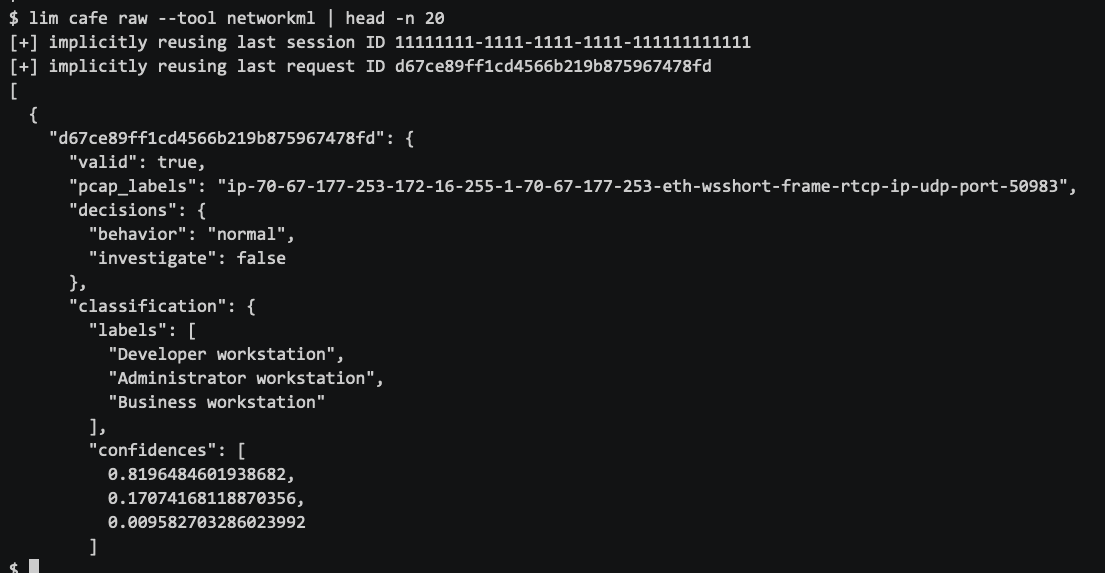 $ lim cafe raw --tool networkml | head -n 20
[+] implicitly reusing last session ID 11111111-1111-1111-1111-111111111111
[+] implicitly reusing last request ID d67ce89ff1cd4566b219b875967478fd
[
  {
    "d67ce89ff1cd4566b219b875967478fd": {
      "valid": true,
      "pcap_labels": "ip-70-67-177-253-172-16-255-1-70-67-177-253-eth-wsshort-frame-rtcp-ip-udp-port-50983",
      "decisions": {
        "behavior": "normal",
        "investigate": false
      },
      "classification": {
        "labels": [
          "Developer workstation",
          "Administrator workstation",
          "Business workstation"
        ],
        "confidences": [
          0.8196484601938682,
          0.17074168118870356,
          0.009582703286023992
        ]
$